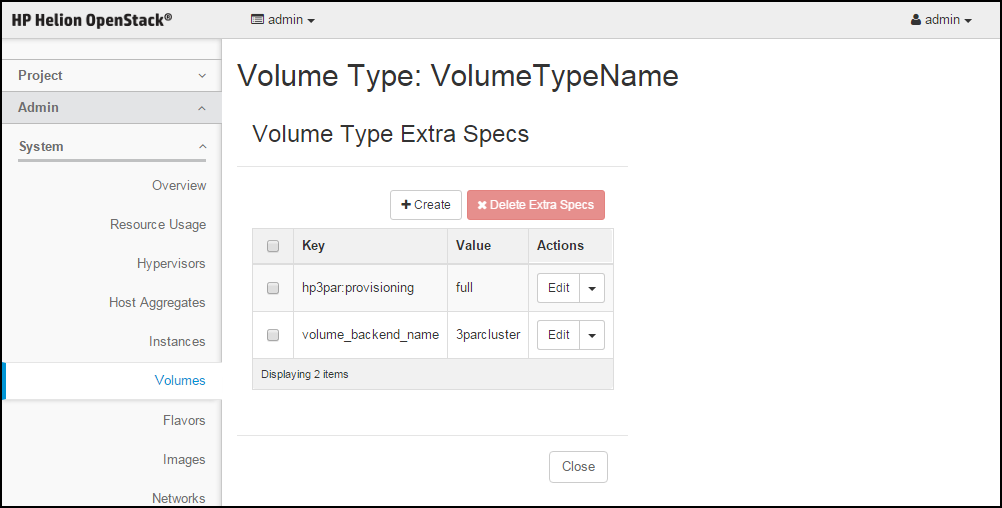 HP Helion OpenStack®
admin
admin
Project
Admin
System
Overview
Resource Usage
Hypervisors
Host Aggregates
Instances
Volumes
Flavors
Images
Networks
Volume Type: VolumeTypeName
Volume Type Extra Specs
Create
Delete Extra Specs
Key Value Actions
hp3par:provisioning full Edit
volume_backend_name 3parcluster Edit
Displaying 2 items
Close